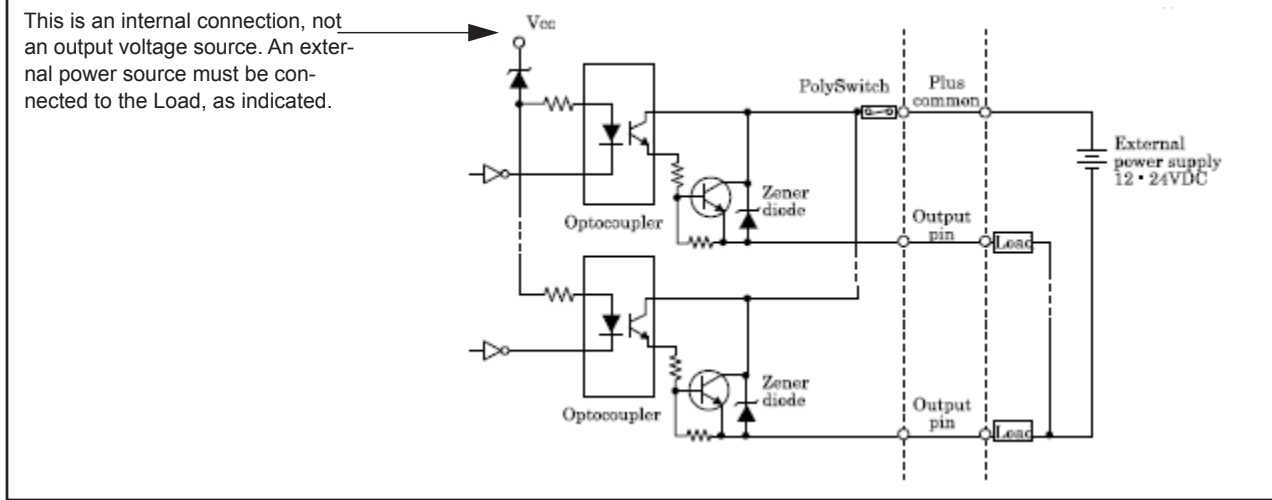 This is an internal connection, not
an output voltage source. An exter-
nal power source must be con-
nected to the Load, as indicated.
Vcc
PolySwitch
Plus
common
External
power supply
12 • 24VDC
Optocoupler
Zener
diode
Output
pin
Load
Optocoupler
Zener
diode
Output
pin
Load